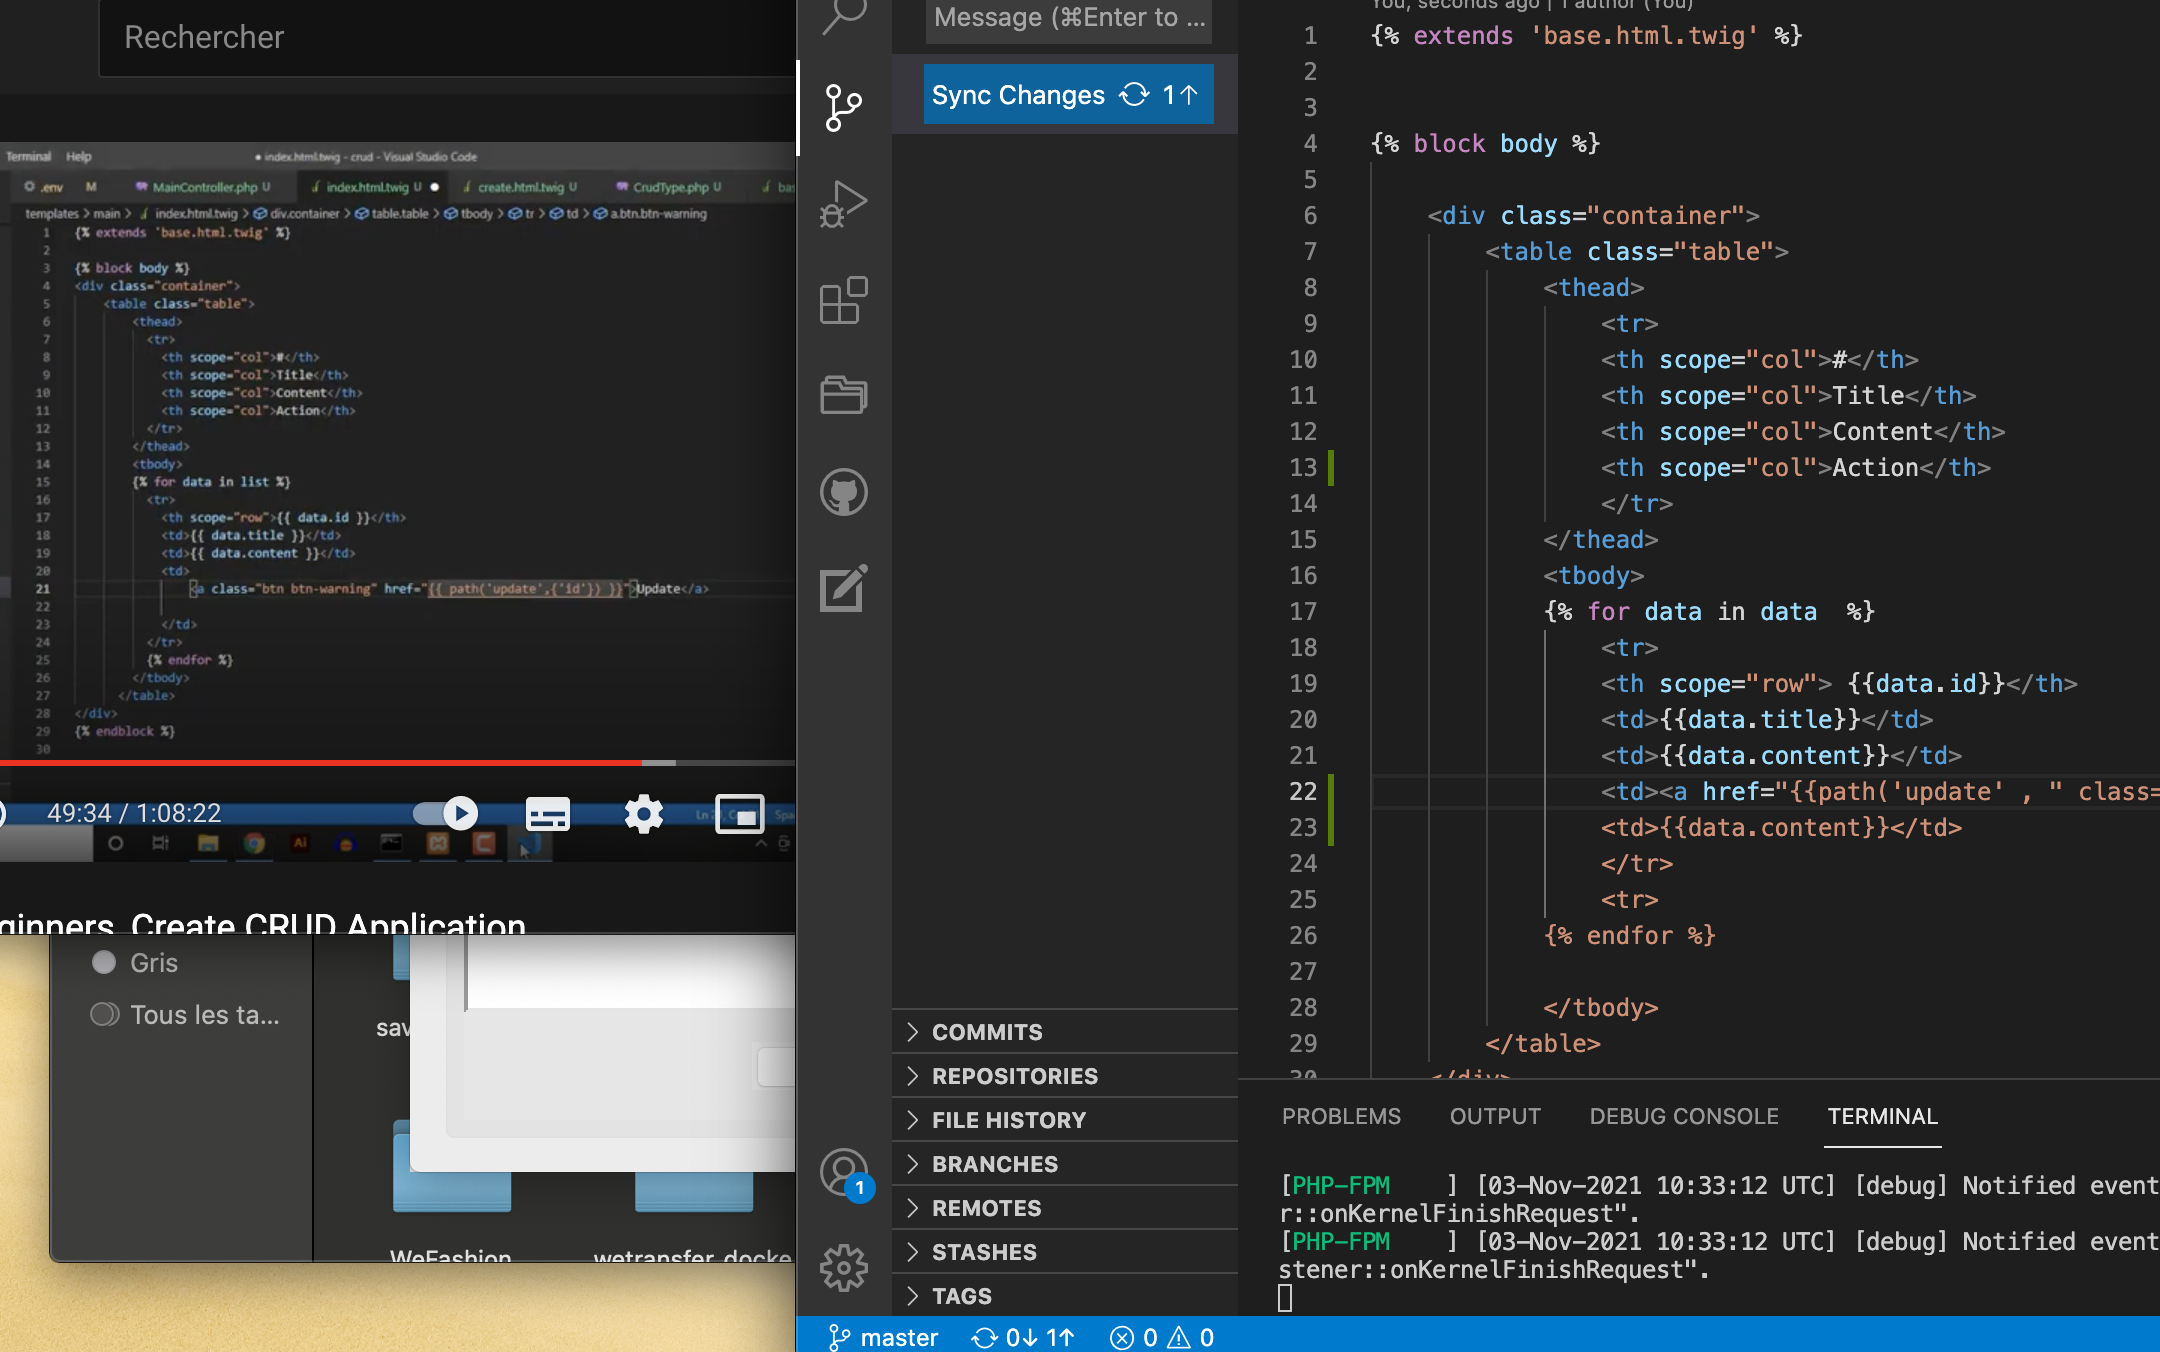 Rechercher
Terminal Help
● index.html.twig - crud - Visual Studio Code
.env M
MainController.php U
index.html.twig U ●
create.html.twig U
CrudType.php U
templates > main > index.html.twig > div.container > table.table > tbody > tr > td > a.btn.btn-warning
1 {% extends 'base.html.twig' %}
2
3 {% block body %}
4 <div class="container">
5 <table class="table">
6 <thead>
7 <tr>
8 <th scope="col">#</th>
9 <th scope="col">Title</th>
10 <th scope="col">Content</th>
11 <th scope="col">Action</th>
12 </tr>
13 </thead>
14 <tbody>
15 {% for data in list %}
16 <tr>
17 <th scope="row">{{ data.id }}</th>
18 <td>{{ data.title }}</td>
19 <td>{{ data.content }}</td>
20 <td>
21 <a class="btn btn-warning" href="{{ path('update',{'id'}) }}">Update</a>
22
23 </td>
24 </tr>
25 {% endfor %}
26 </tbody>
27 </table>
28 </div>
29 {% endblock %}
30
49:34 / 1:08:22
Create CRUD Application
Gris
Tous les ta...
WeFashion
Message (⌘Enter to ...
Sync Changes 1↑
COMMITS
REPOSITORIES
FILE HISTORY
BRANCHES
REMOTES
STASHES
TAGS
1
You, seconds ago | 1 author (You)
1 {% extends 'base.html.twig' %}
2
3
4 {% block body %}
5
6 <div class="container">
7 <table class="table">
8 <thead>
9 <tr>
10 <th scope="col">#</th>
11 <th scope="col">Title</th>
12 <th scope="col">Content</th>
13 <th scope="col">Action</th>
14 </tr>
15 </thead>
16 <tbody>
17 {% for data in data  %}
18 <tr>
19 <th scope="row"> {{data.id}}</th>
20 <td>{{data.title}}</td>
21 <td>{{data.content}}</td>
22 <td><a href="{{path('update' , " class=
23 <td>{{data.content}}</td>
24 </tr>
25 <tr>
26 {% endfor %}
27
28 </tbody>
29 </table>
30 </div>
PROBLEMS OUTPUT DEBUG CONSOLE TERMINAL
[PHP-FPM    ] [03-Nov-2021 10:33:12 UTC] [debug] Notified event
r::onKernelFinishRequest".
[PHP-FPM    ] [03-Nov-2021 10:33:12 UTC] [debug] Notified event
stener::onKernelFinishRequest".
master 0↓ 1↑ 0 0